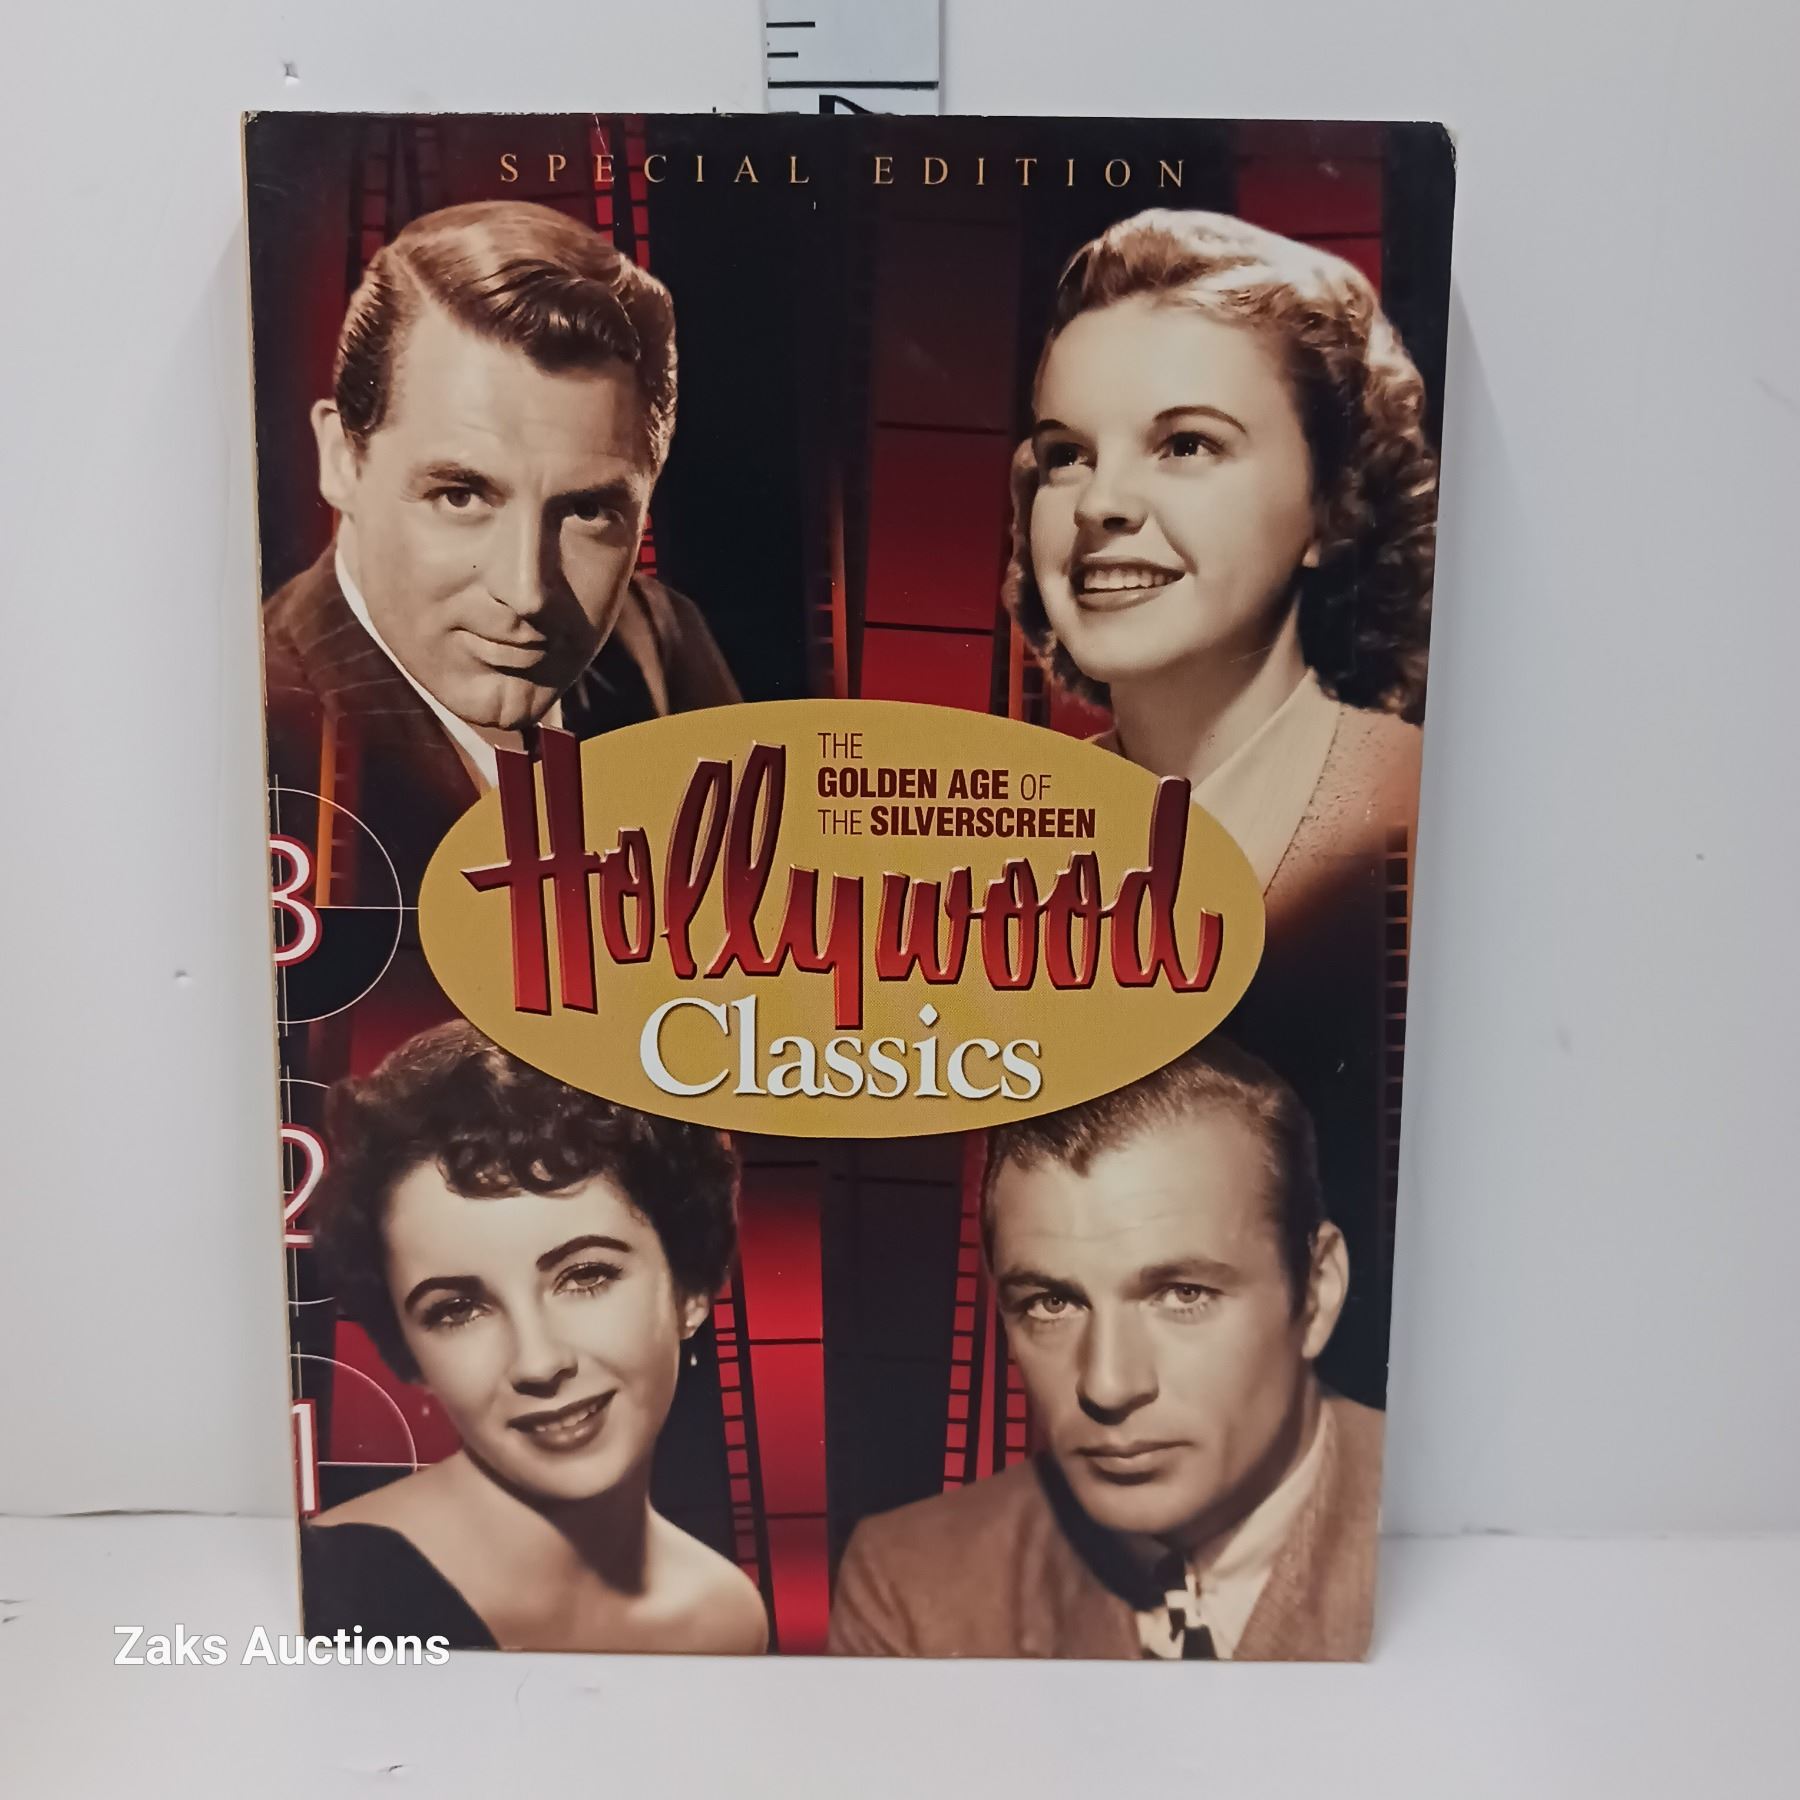 SPECIAL EDITION
THE
GOLDEN AGE OF
THE SILVERSCREEN
Hollywood
Classics
3
2
1
Zaks Auctions